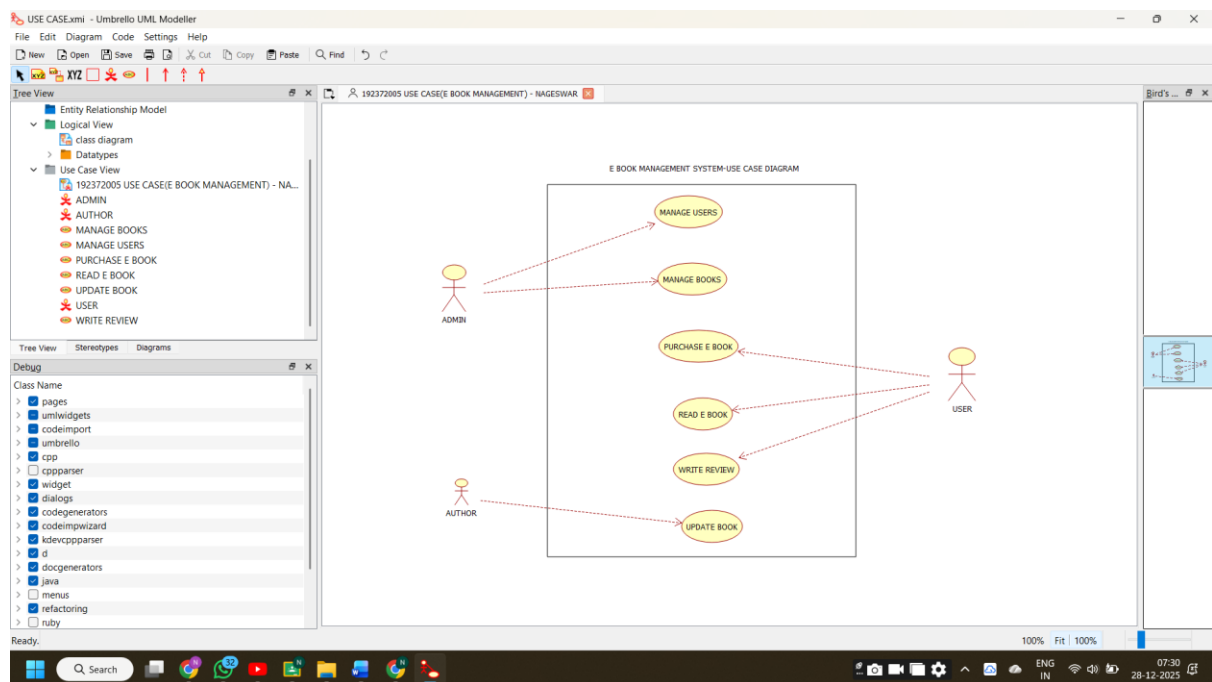 USE CASE.xmi - Umbrello UML Modeller
File Edit Diagram Code Settings Help
New Open Save Cut Copy Paste Find
XYZ
Tree View
192372005 USE CASE(E BOOK MANAGEMENT) - NAGESWAR
Bird's ...
Entity Relationship Model
Logical View
class diagram
Datatypes
Use Case View
192372005 USE CASE(E BOOK MANAGEMENT) - NA...
ADMIN
AUTHOR
MANAGE BOOKS
MANAGE USERS
PURCHASE E BOOK
READ E BOOK
UPDATE BOOK
USER
WRITE REVIEW
Tree View Stereotypes Diagrams
Debug
Class Name
pages
umlwidgets
codeimport
umbrello
cpp
cppparser
widget
dialogs
codegenerators
codeimpwizard
kdevcppparser
d
docgenerators
java
menus
refactoring
ruby
E BOOK MANAGEMENT SYSTEM-USE CASE DIAGRAM
MANAGE USERS
MANAGE BOOKS
ADMIN
PURCHASE E BOOK
USER
READ E BOOK
WRITE REVIEW
AUTHOR
UPDATE BOOK
Ready.
100% Fit 100%
Search
32
ENG
IN
07:30
28-12-2025